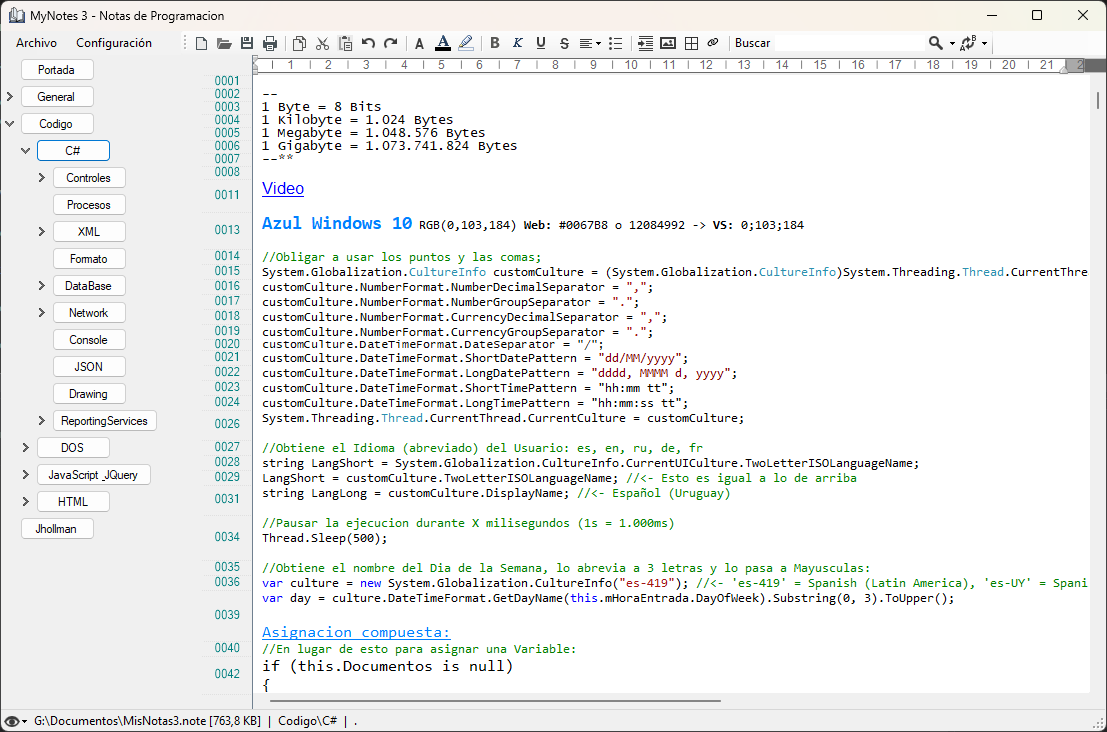 MyNotes 3 - Notas de Programacion
Archivo Configuración A A B K U S Buscar
1 2 3 4 5 6 7 8 9 10 11 12 13 14 15 16 17 18 19 20 21 2
Portada
General
Codigo
C#
Controles
Procesos
XML
Formato
DataBase
Network
Console
JSON
Drawing
ReportingServices
DOS
JavaScript_JQuery
HTML
Jhollman
0001
0002 --
0003 1 Byte = 8 Bits
0004 1 Kilobyte = 1.024 Bytes
0005 1 Megabyte = 1.048.576 Bytes
0006 1 Gigabyte = 1.073.741.824 Bytes
0007 --**
0008
0011 Video
0013 Azul Windows 10 RGB(0,103,184) Web: #0067B8 o 12084992 -> VS: 0;103;184
0014 //Obligar a usar los puntos y las comas;
0015 System.Globalization.CultureInfo customCulture = (System.Globalization.CultureInfo)System.Threading.Thread.CurrentThre
0016 customCulture.NumberFormat.NumberDecimalSeparator = ",";
0017 customCulture.NumberFormat.NumberGroupSeparator = ".";
0018 customCulture.NumberFormat.CurrencyDecimalSeparator = ",";
0019 customCulture.NumberFormat.CurrencyGroupSeparator = ".";
0020 customCulture.DateTimeFormat.DateSeparator = "/";
0021 customCulture.DateTimeFormat.ShortDatePattern = "dd/MM/yyyy";
0022 customCulture.DateTimeFormat.LongDatePattern = "dddd, MMMM d, yyyy";
0023 customCulture.DateTimeFormat.ShortTimePattern = "hh:mm tt";
0024 customCulture.DateTimeFormat.LongTimePattern = "hh:mm:ss tt";
0026 System.Threading.Thread.CurrentThread.CurrentCulture = customCulture;
0027 //Obtiene el Idioma (abreviado) del Usuario: es, en, ru, de, fr
0028 string LangShort = System.Globalization.CultureInfo.CurrentUICulture.TwoLetterISOLanguageName;
0029 LangShort = customCulture.TwoLetterISOLanguageName; //<- Esto es igual a lo de arriba
0031 string LangLong = customCulture.DisplayName; //<- Español (Uruguay)
//Pausar la ejecucion durante X milisegundos (1s = 1.000ms)
0034 Thread.Sleep(500);
0035 //Obtiene el nombre del Dia de la Semana, lo abrevia a 3 letras y lo pasa a Mayusculas:
0036 var culture = new System.Globalization.CultureInfo("es-419"); //<- 'es-419' = Spanish (Latin America), 'es-UY' = Spani
var day = culture.DateTimeFormat.GetDayName(this.mHoraEntrada.DayOfWeek).Substring(0, 3).ToUpper();
0039
Asignacion compuesta:
0040 //En lugar de esto para asignar una Variable:
0042 if (this.Documentos is null)
{
G:\Documentos\MisNotas3.note [763,8 KB] | Codigo\C# | .